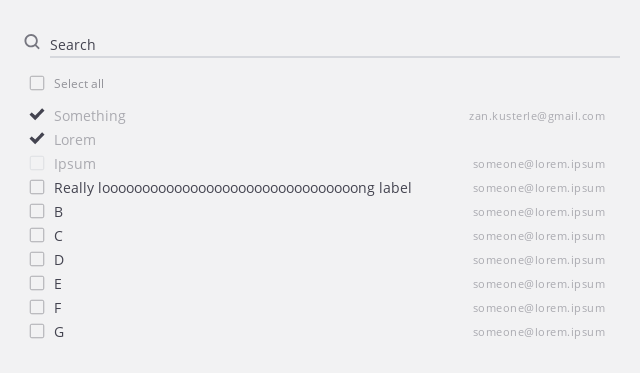 Search
Select all
Something zan.kusterle@gmail.com
Lorem
Ipsum someone@lorem.ipsum
Really loooooooooooooooooooooooooooooooong label someone@lorem.ipsum
B someone@lorem.ipsum
C someone@lorem.ipsum
D someone@lorem.ipsum
E someone@lorem.ipsum
F someone@lorem.ipsum
G someone@lorem.ipsum